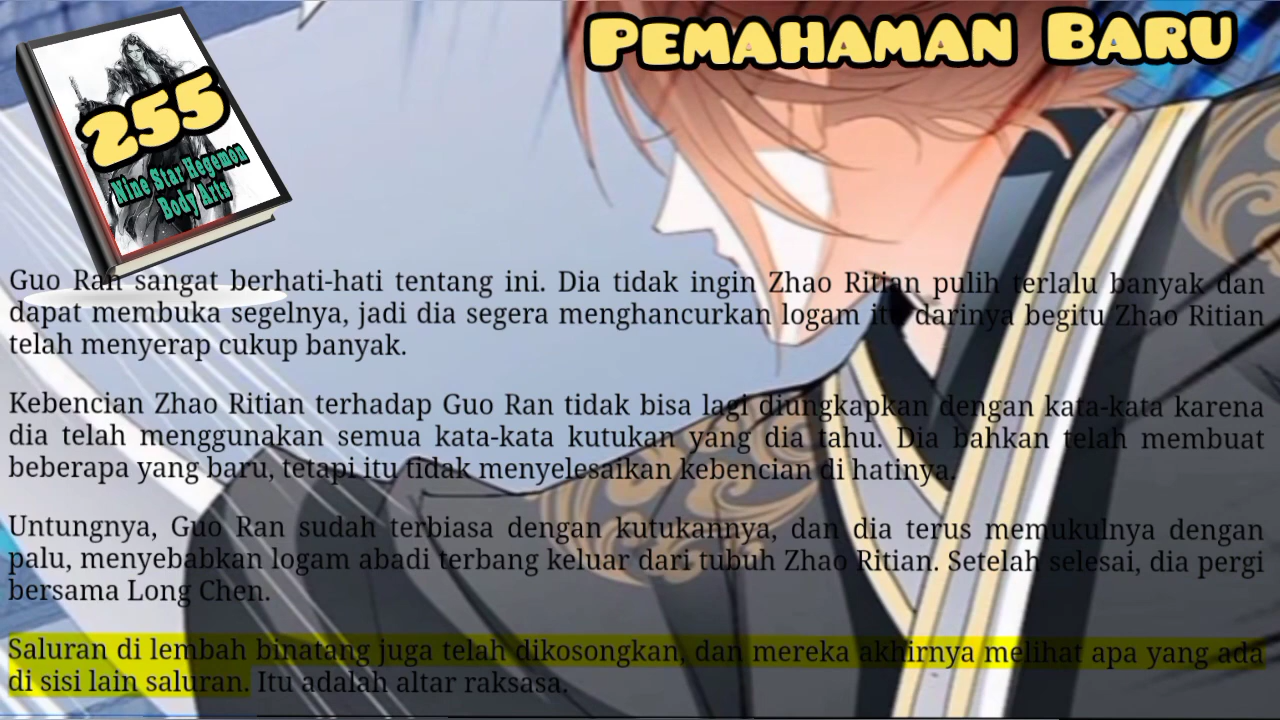 PEMAHAMAN BARU
255
Nine Star Hegemon
Body Arts
Guo Ran sangat berhati-hati tentang ini. Dia tidak ingin Zhao Ritian pulih terlalu banyak dan
dapat membuka segelnya, jadi dia segera menghancurkan logam itu darinya begitu Zhao Ritian
telah menyerap cukup banyak.
Kebencian Zhao Ritian terhadap Guo Ran tidak bisa lagi diungkapkan dengan kata-kata karena
dia telah menggunakan semua kata-kata kutukan yang dia tahu. Dia bahkan telah membuat
beberapa yang baru, tetapi itu tidak menyelesaikan kebencian di hatinya.
Untungnya, Guo Ran sudah terbiasa dengan kutukannya, dan dia terus memukulnya dengan
palu, menyebabkan logam abadi terbang keluar dari tubuh Zhao Ritian. Setelah selesai, dia pergi
bersama Long Chen.
Saluran di lembah binatang juga telah dikosongkan, dan mereka akhirnya melihat apa yang ada
di sisi lain saluran. Itu adalah altar raksasa.